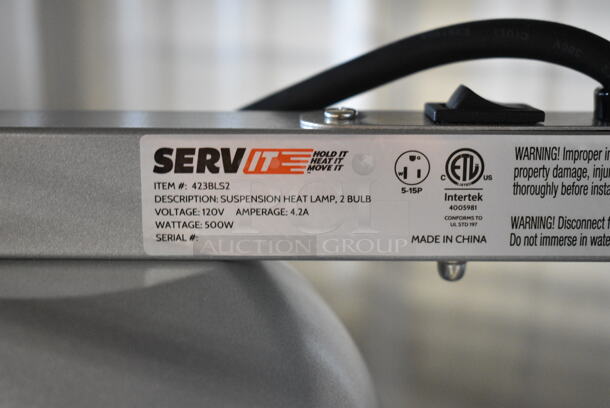 SERVIT HOLD IT
HEAT IT
MOVE IT
ITEM #: 423BLS2
DESCRIPTION: SUSPENSION HEAT LAMP, 2 BULB
VOLTAGE: 120V AMPERAGE: 4.2A
WATTAGE: 500W
SERIAL #:
5-15P
C ETL US
LISTED
Intertek
4005981
CONFORMS TO
UL STD 197
MADE IN CHINA
WARNING! Improper in
property damage, injur
thoroughly before insta
WARNING! Disconnect f
Do not immerse in wate
AUCTION GROUP
300V